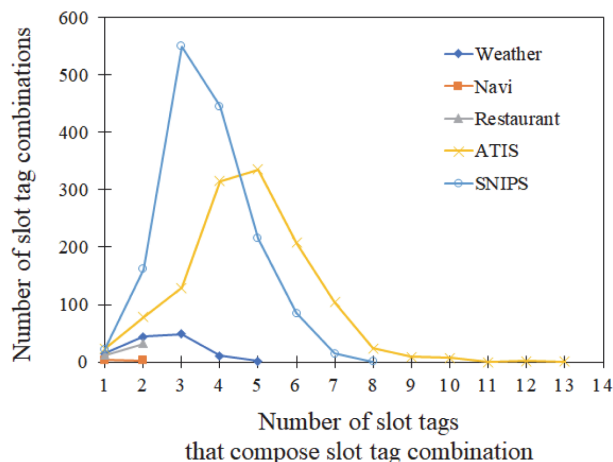 600
500
400
300
200
100
0
Number of slot tag combinations
Weather
Navi
Restaurant
ATIS
SNIPS
1 2 3 4 5 6 7 8 9 10 11 12 13 14
Number of slot tags
that compose slot tag combination